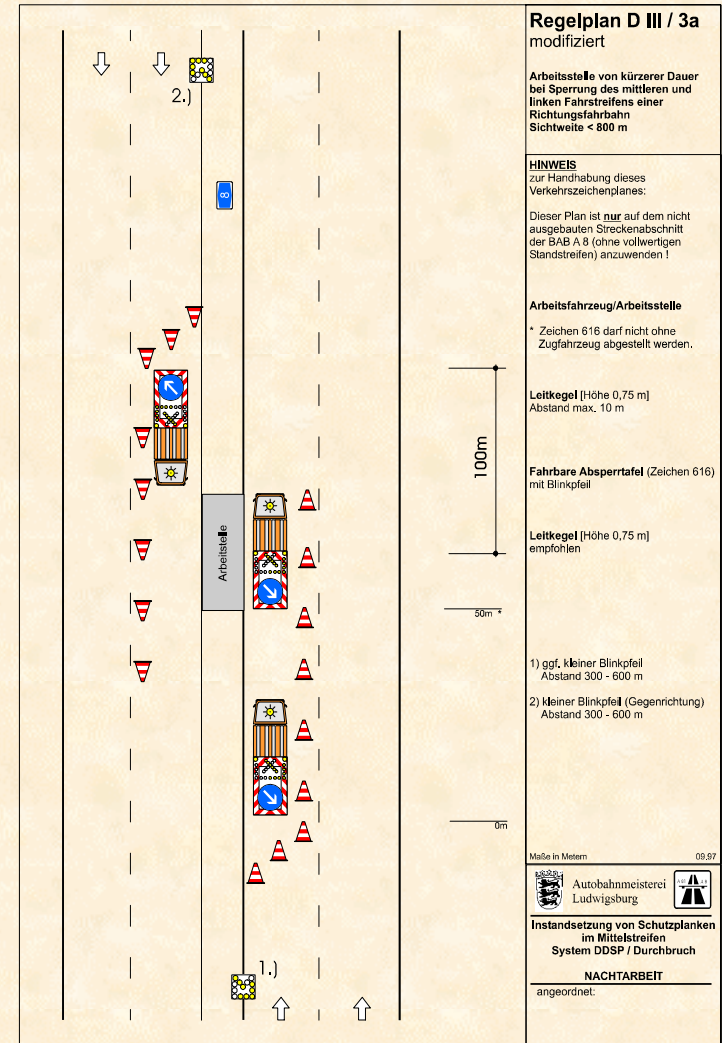 Regelplan D III / 3a
modifiziert
Arbeitsstelle von kürzerer Dauer
bei Sperrung des mittleren und
linken Fahrstreifens einer
Richtungsfahrbahn
Sichtweite < 800 m
HINWEIS
zur Handhabung dieses
Verkehrszeichenplanes:
Dieser Plan ist nur auf dem nicht
ausgebauten Streckenabschnitt
der BAB A 8 (ohne vollwertigen
Standstreifen) anzuwenden !
Arbeitsfahrzeug/Arbeitsstelle
* Zeichen 616 darf nicht ohne
Zugfahrzeug abgestellt werden.
Leitkegel [Höhe 0,75 m]
Abstand max. 10 m
Fahrbare Absperrtafel (Zeichen 616)
mit Blinkpfeil
Leitkegel [Höhe 0,75 m]
empfohlen
1) ggf. kleiner Blinkpfeil
Abstand 300 - 600 m
2) kleiner Blinkpfeil (Gegenrichtung)
Abstand 300 - 600 m
Maße in Metern 09.97
Autobahnmeisterei
Ludwigsburg
Instandsetzung von Schutzplanken
im Mittelstreifen
System DDSP / Durchbruch
NACHTARBEIT
angeordnet:
2.)
8
100m
Arbeitstelle
50m *
0m
1.)